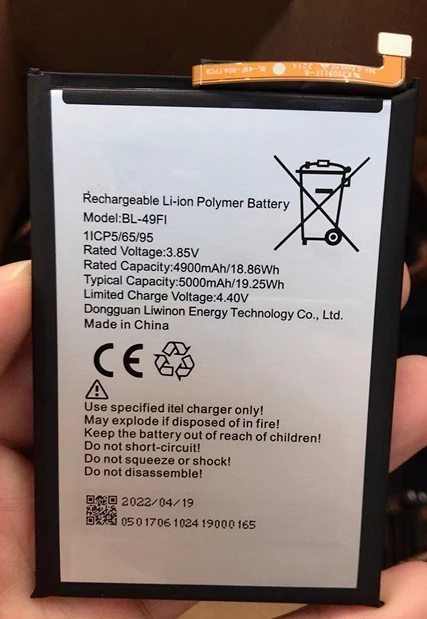 Rechargeable Li-ion Polymer Battery
Model:BL-49FI
1ICP5/65/95
Rated Voltage:3.85V
Rated Capacity:4900mAh/18.86Wh
Typical Capacity:5000mAh/19.25Wh
Limited Charge Voltage:4.40V
Dongguan Liwinon Energy Technology Co., Ltd.
Made in China
CE
Use specified itel charger only!
May explode if disposed of in fire!
Keep the battery out of reach of children!
Do not short-circuit!
Do not squeeze or shock!
Do not disassemble!
2022/04/19
0501706102419000165